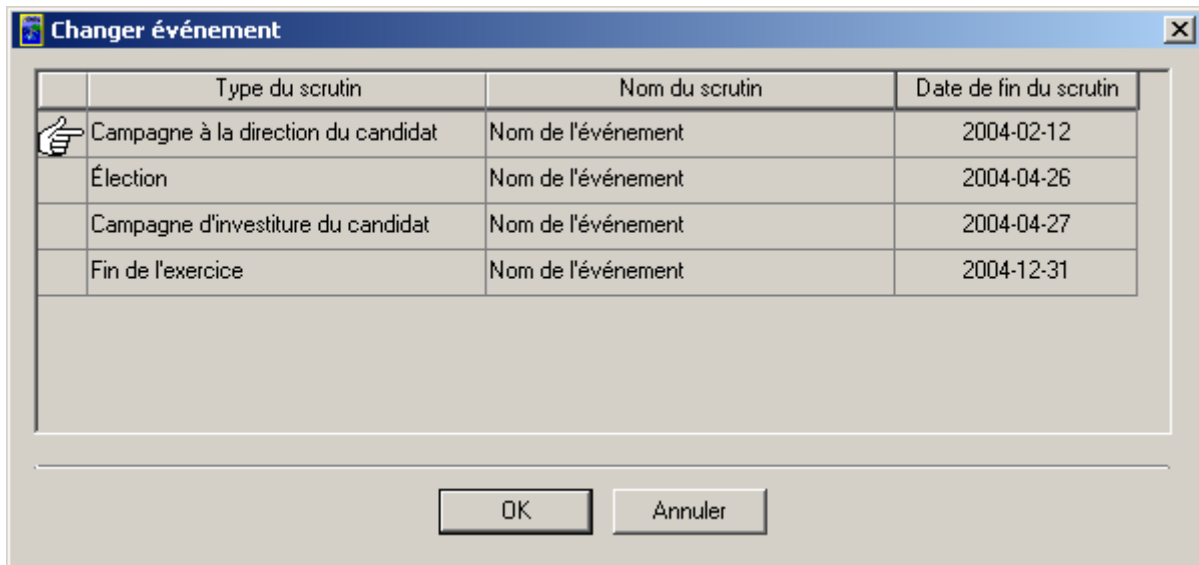 Changer événement
Type du scrutin Nom du scrutin Date de fin du scrutin
Campagne à la direction du candidat Nom de l'événement 2004-02-12
Élection Nom de l'événement 2004-04-26
Campagne d'investiture du candidat Nom de l'événement 2004-04-27
Fin de l'exercice Nom de l'événement 2004-12-31
OK Annuler